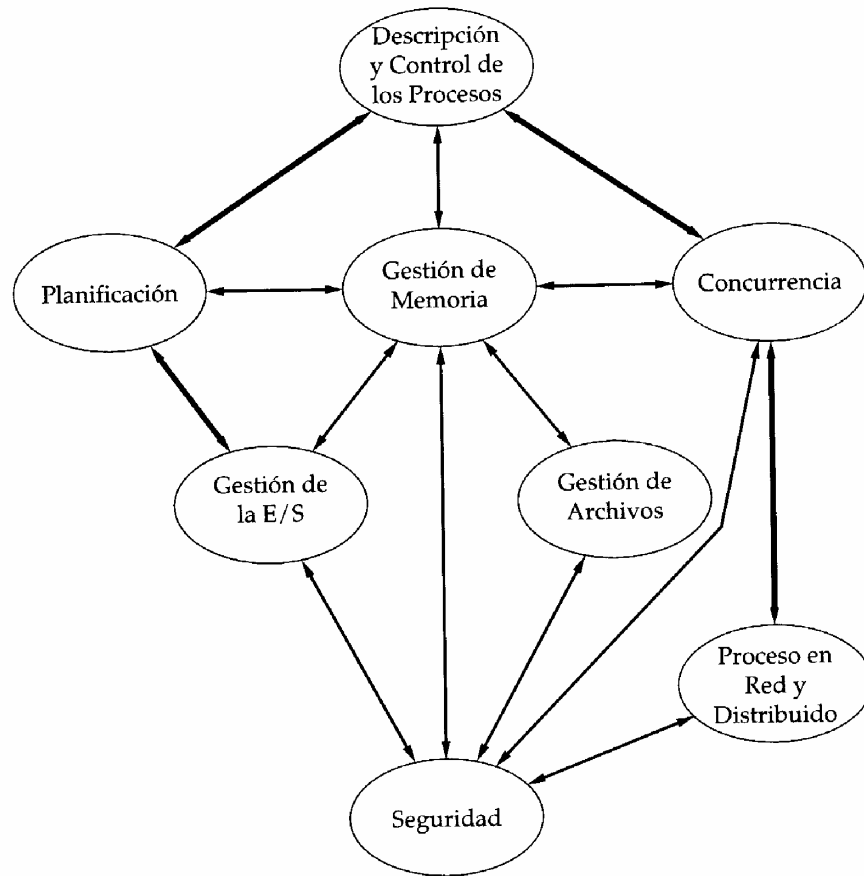 Descripción
y Control de
los Procesos
Planificación
Gestión de
Memoria
Concurrencia
Gestión de
la E/S
Gestión de
Archivos
Proceso en
Red y
Distribuido
Seguridad